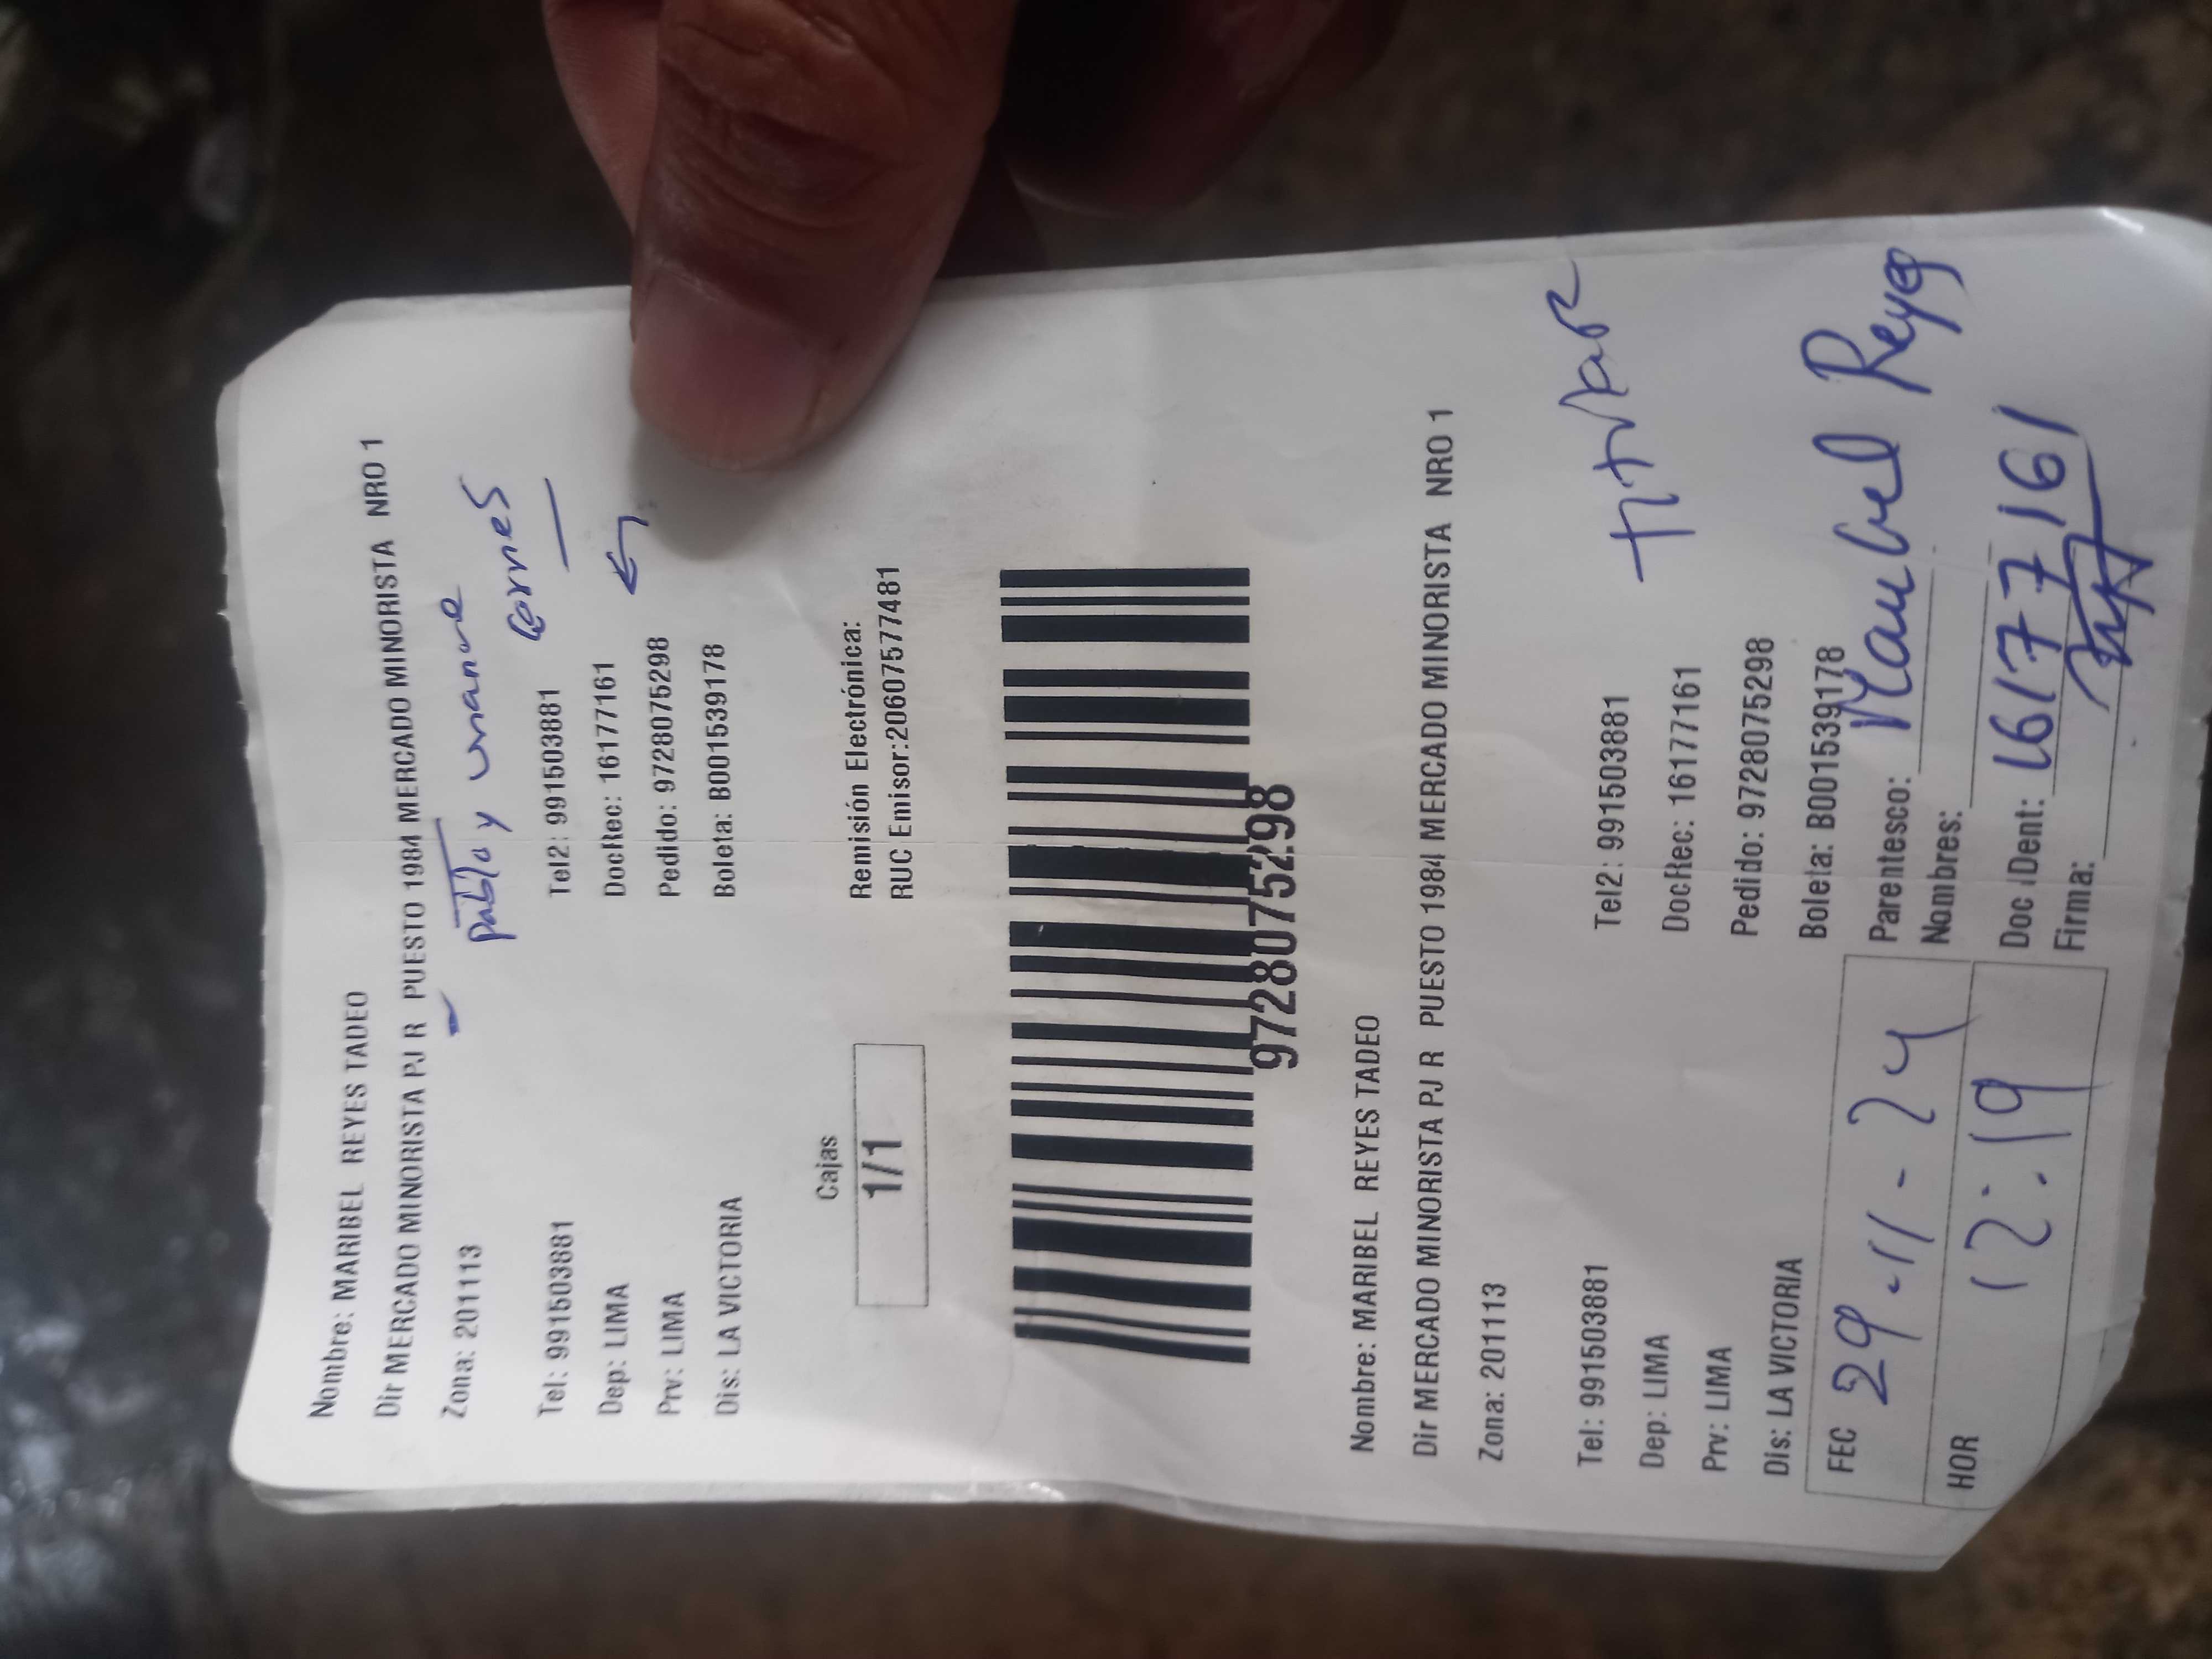 Nombre: MARIBEL REYES TADEO
Dir MERCADO MINORISTA PJ R PUESTO 1984 MERCADO MINORISTA NRO 1
Zona: 201113
Pablo y unanue
Carnes
Tel: 991503881 Tel2: 991503881
Dep: LIMA DocRec: 16177161
Prv: LIMA Pedido: 9728075298
Dis: LA VICTORIA Boleta: B001539178
Cajas
1/1
Remisión Electrónica:
RUC Emisor:20607577481
9728075298
Nombre: MARIBEL REYES TADEO
Dir MERCADO MINORISTA PJ R PUESTO 1984 MERCADO MINORISTA NRO 1
Zona: 201113
titular
Tel: 991503881 Tel2: 991503881
Dep: LIMA DocRec: 16177161
Prv: LIMA Pedido: 9728075298
Dis: LA VICTORIA Boleta: B001539178
FEC 29-11-24
Parentesco:
Nombres: Maribel Reyes
HOR 12:19
Doc IDent: 16177161
Firma: